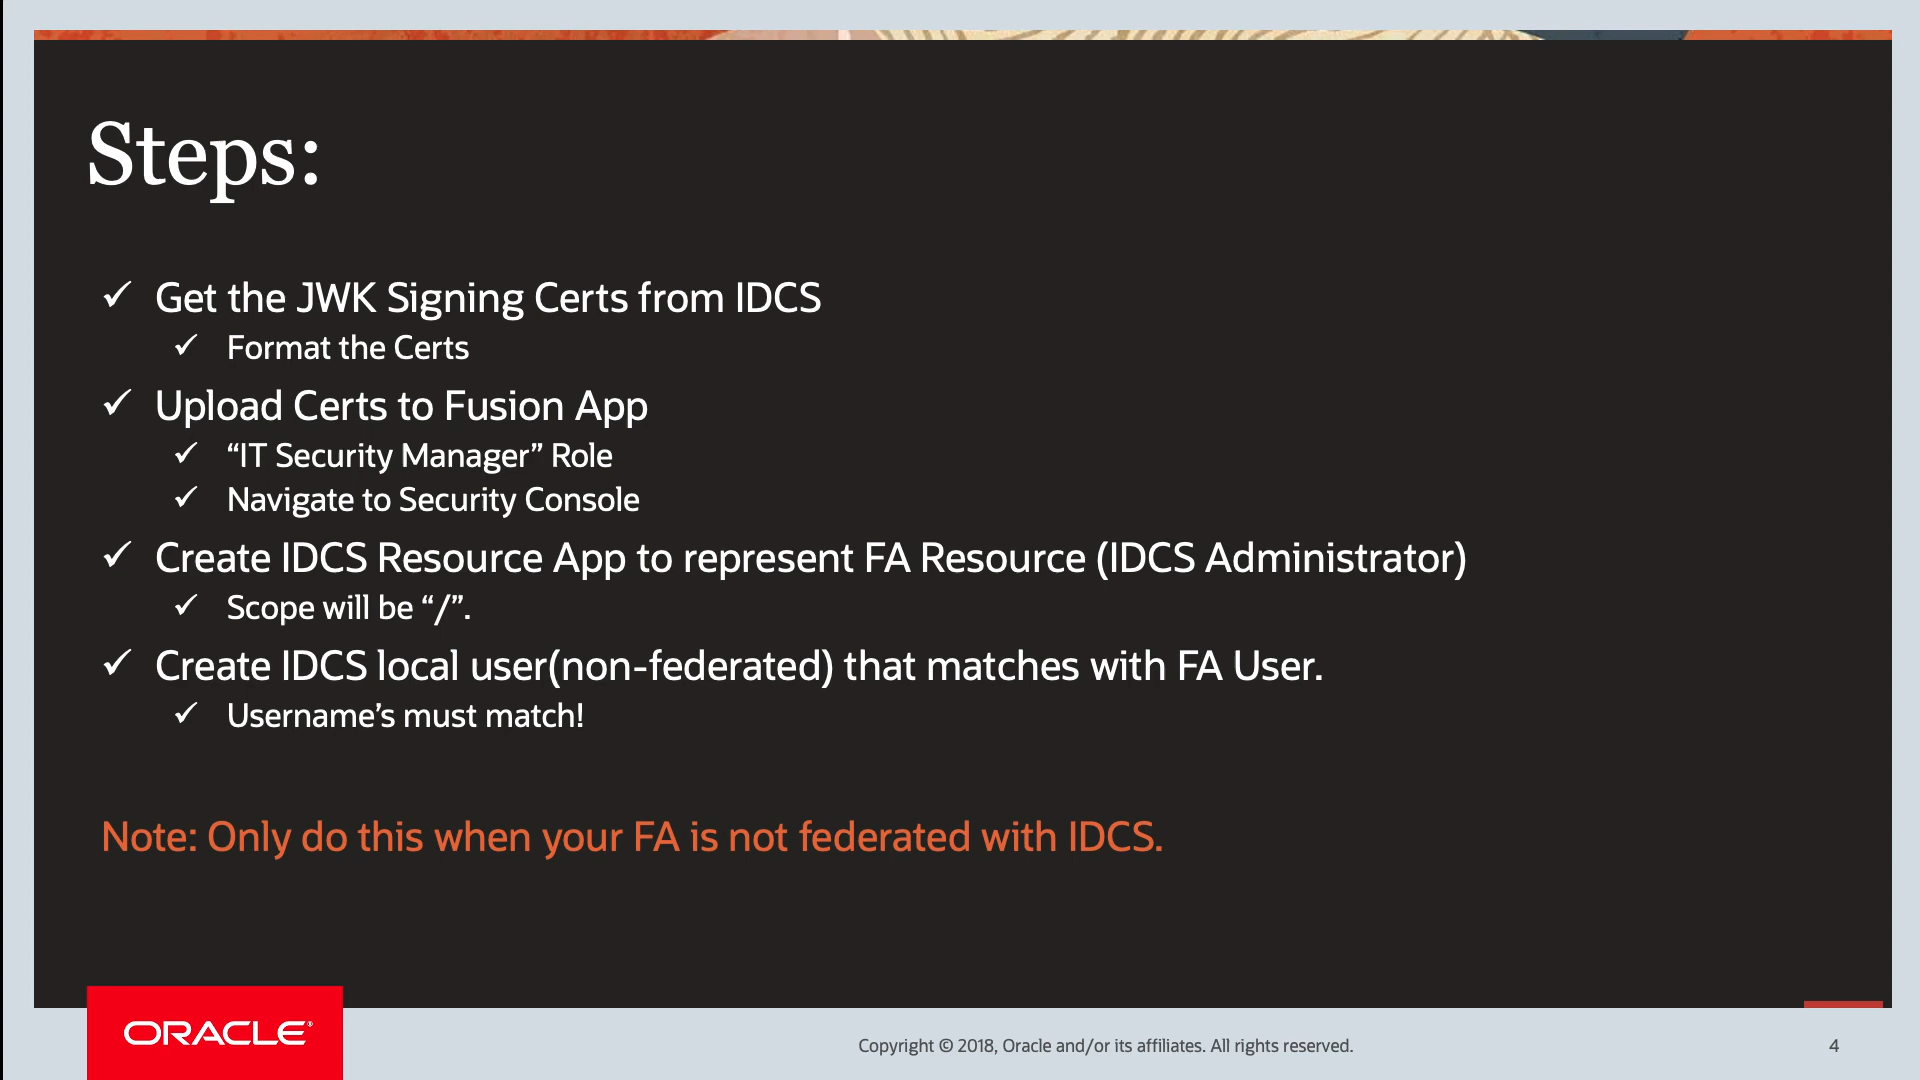 Steps:
✓ Get the JWK Signing Certs from IDCS
✓ Format the Certs
✓ Upload Certs to Fusion App
✓ “IT Security Manager” Role
✓ Navigate to Security Console
✓ Create IDCS Resource App to represent FA Resource (IDCS Administrator)
✓ Scope will be “/”.
✓ Create IDCS local user(non-federated) that matches with FA User.
✓ Username’s must match!
Note: Only do this when your FA is not federated with IDCS.
ORACLE®
Copyright © 2018, Oracle and/or its affiliates. All rights reserved.
4